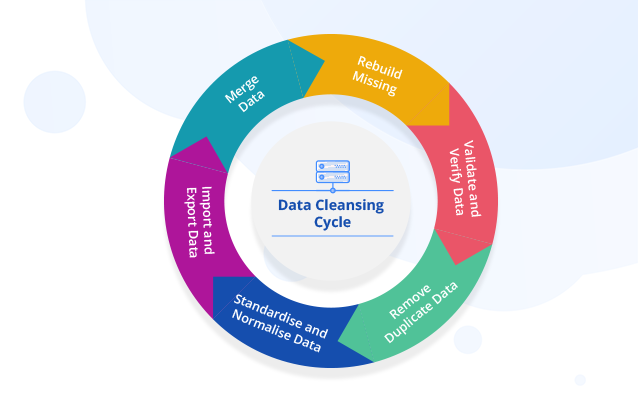 Data Cleansing
Cycle
Rebuild
Missing
Validate and
Verify Data
Remove
Duplicate Data
Standardise and
Normalise Data
Import and
Export Data
Merge
Data